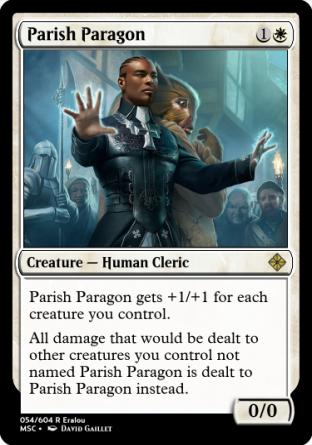 Parish Paragon 1
Creature — Human Cleric
Parish Paragon gets +1/+1 for each
creature you control.
All damage that would be dealt to
other creatures you control not
named Parish Paragon is dealt to
Parish Paragon instead.
054/604 R Eralou
MSC • David Gaillet
0/0